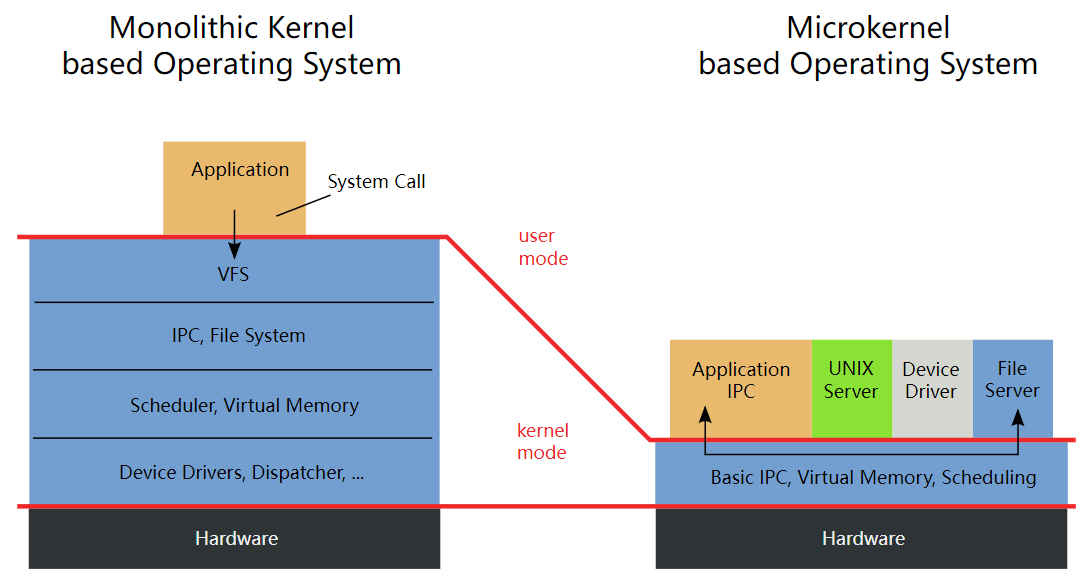 Monolithic Kernel
based Operating System
Microkernel
based Operating System
Application
System Call
VFS
IPC, File System
Scheduler, Virtual Memory
Device Drivers, Dispatcher, ...
Hardware
user
mode
kernel
mode
Application
IPC
UNIX
Server
Device
Driver
File
Server
Basic IPC, Virtual Memory, Scheduling
Hardware